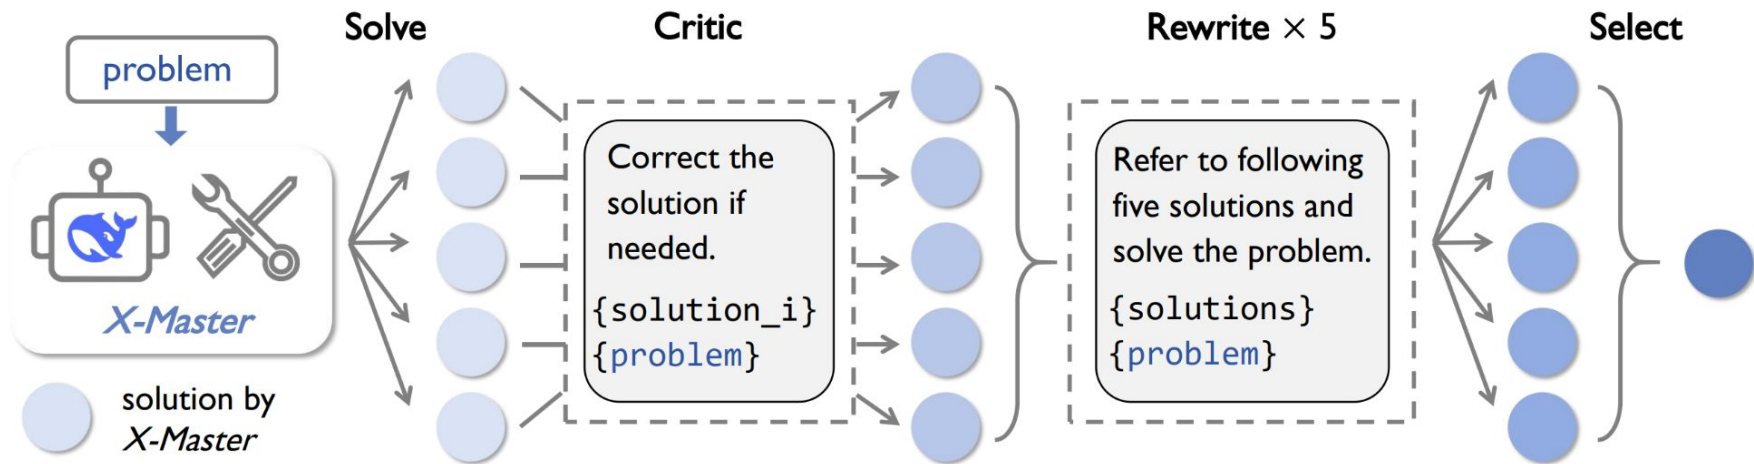 Solve
Critic
Rewrite × 5
Select
problem
X-Master
solution by
X-Master
Correct the
solution if
needed.
{solution_i}
{problem}
Refer to following
five solutions and
solve the problem.
{solutions}
{problem}